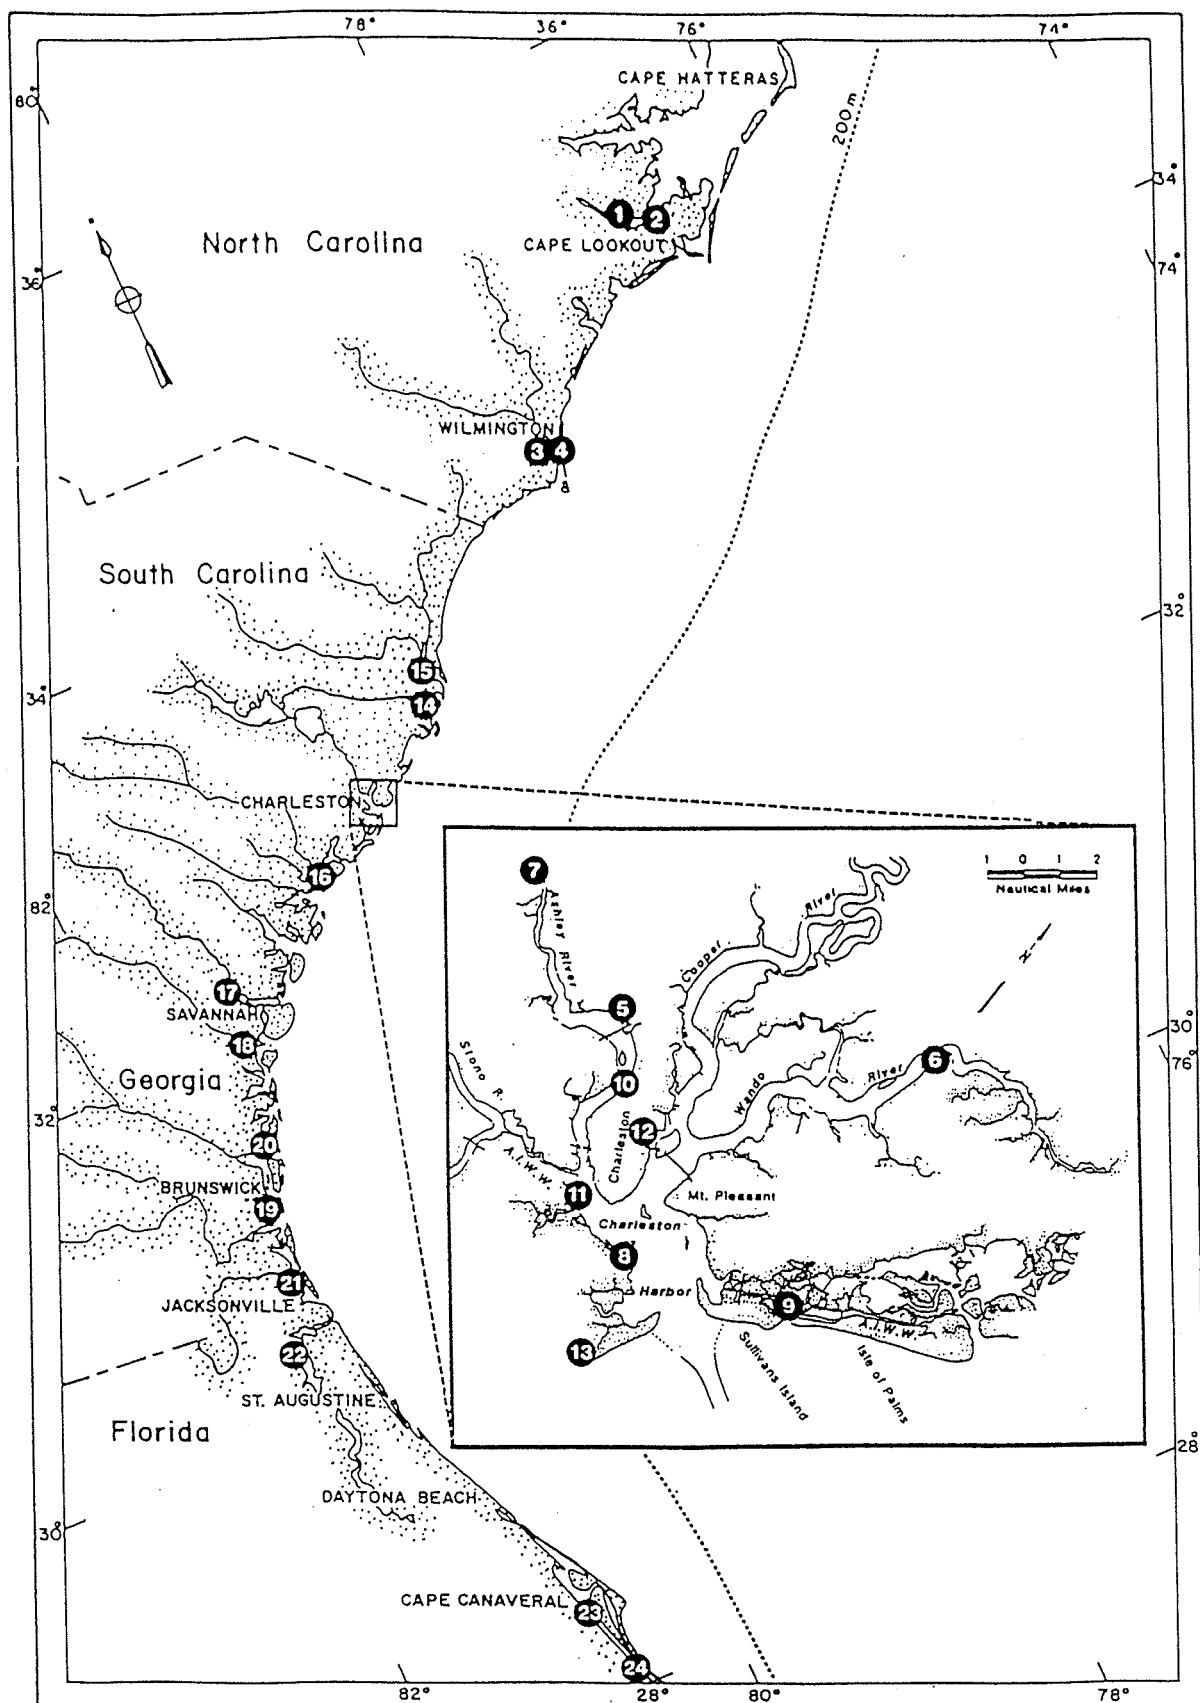 78° 36° 76° 74°
CAPE HATTERAS
80°
200 m
34°
1 2
North Carolina
CAPE LOOKOUT
74°
36°
WILMINGTON
3 4
South Carolina
32°
15
34°
14
CHARLESTON
16
82°
17
SAVANNAH
18
30°
76°
Georgia
32°
20
BRUNSWICK
19
21
JACKSONVILLE
22
ST. AUGUSTINE
Florida
28°
DAYTONA BEACH
30°
CAPE CANAVERAL
23
24
82° 28° 80° 78°
7
1 0 1 2
Nautical Miles
River
Ashley River
Cooper
N
5
Stono R.
6
River
Wando
10
12
Charleston
A.I.W.W.
11
Mt. Pleasant
Charleston
8
Harbor
9
A.I.W.W.
13
Sullivans Island
Isle of Palms